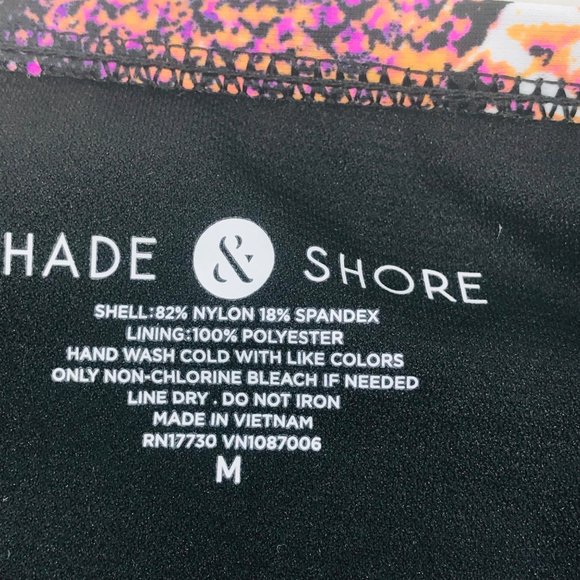 HADE & SHORE
SHELL:82% NYLON 18% SPANDEX
LINING:100% POLYESTER
HAND WASH COLD WITH LIKE COLORS
ONLY NON-CHLORINE BLEACH IF NEEDED
LINE DRY . DO NOT IRON
MADE IN VIETNAM
RN17730 VN1087006
M